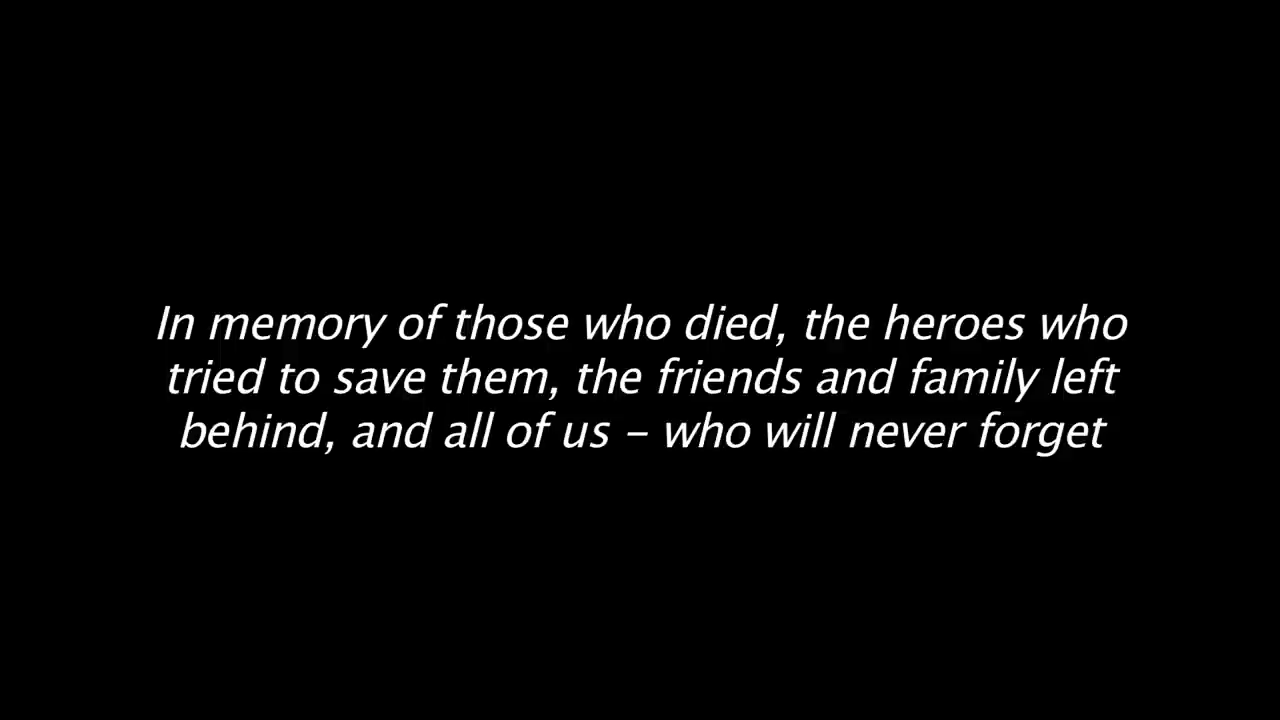 In memory of those who died, the heroes who
tried to save them, the friends and family left
behind, and all of us – who will never forget